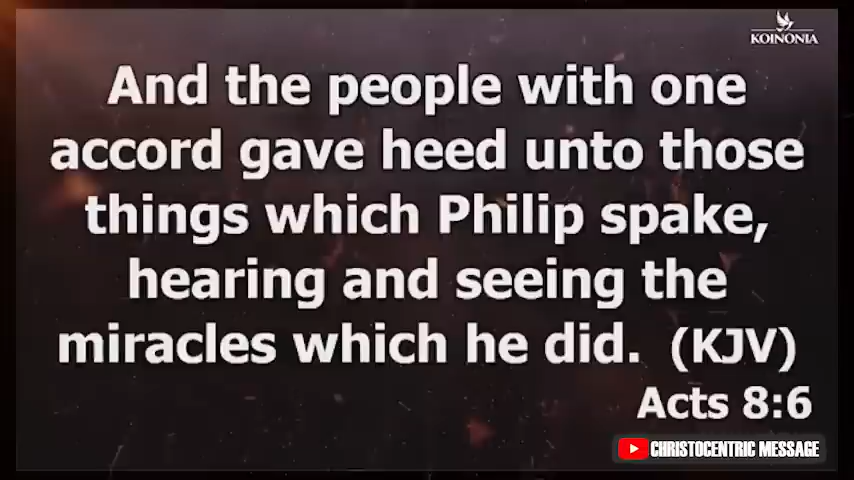 KOINONIA
And the people with one
accord gave heed unto those
things which Philip spake,
hearing and seeing the
miracles which he did.  (KJV)
Acts 8:6
CHRISTOCENTRIC MESSAGE